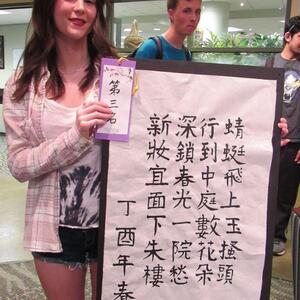 第三名
新妝宜面下朱樓
深鎖春光一院愁
行到中庭數花朵
蜻蜓飛上玉搔頭
丁酉年春